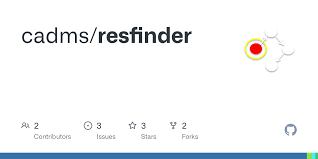 cadms/resfinder
2
Contributors
3
Issues
3
Stars
2
Forks